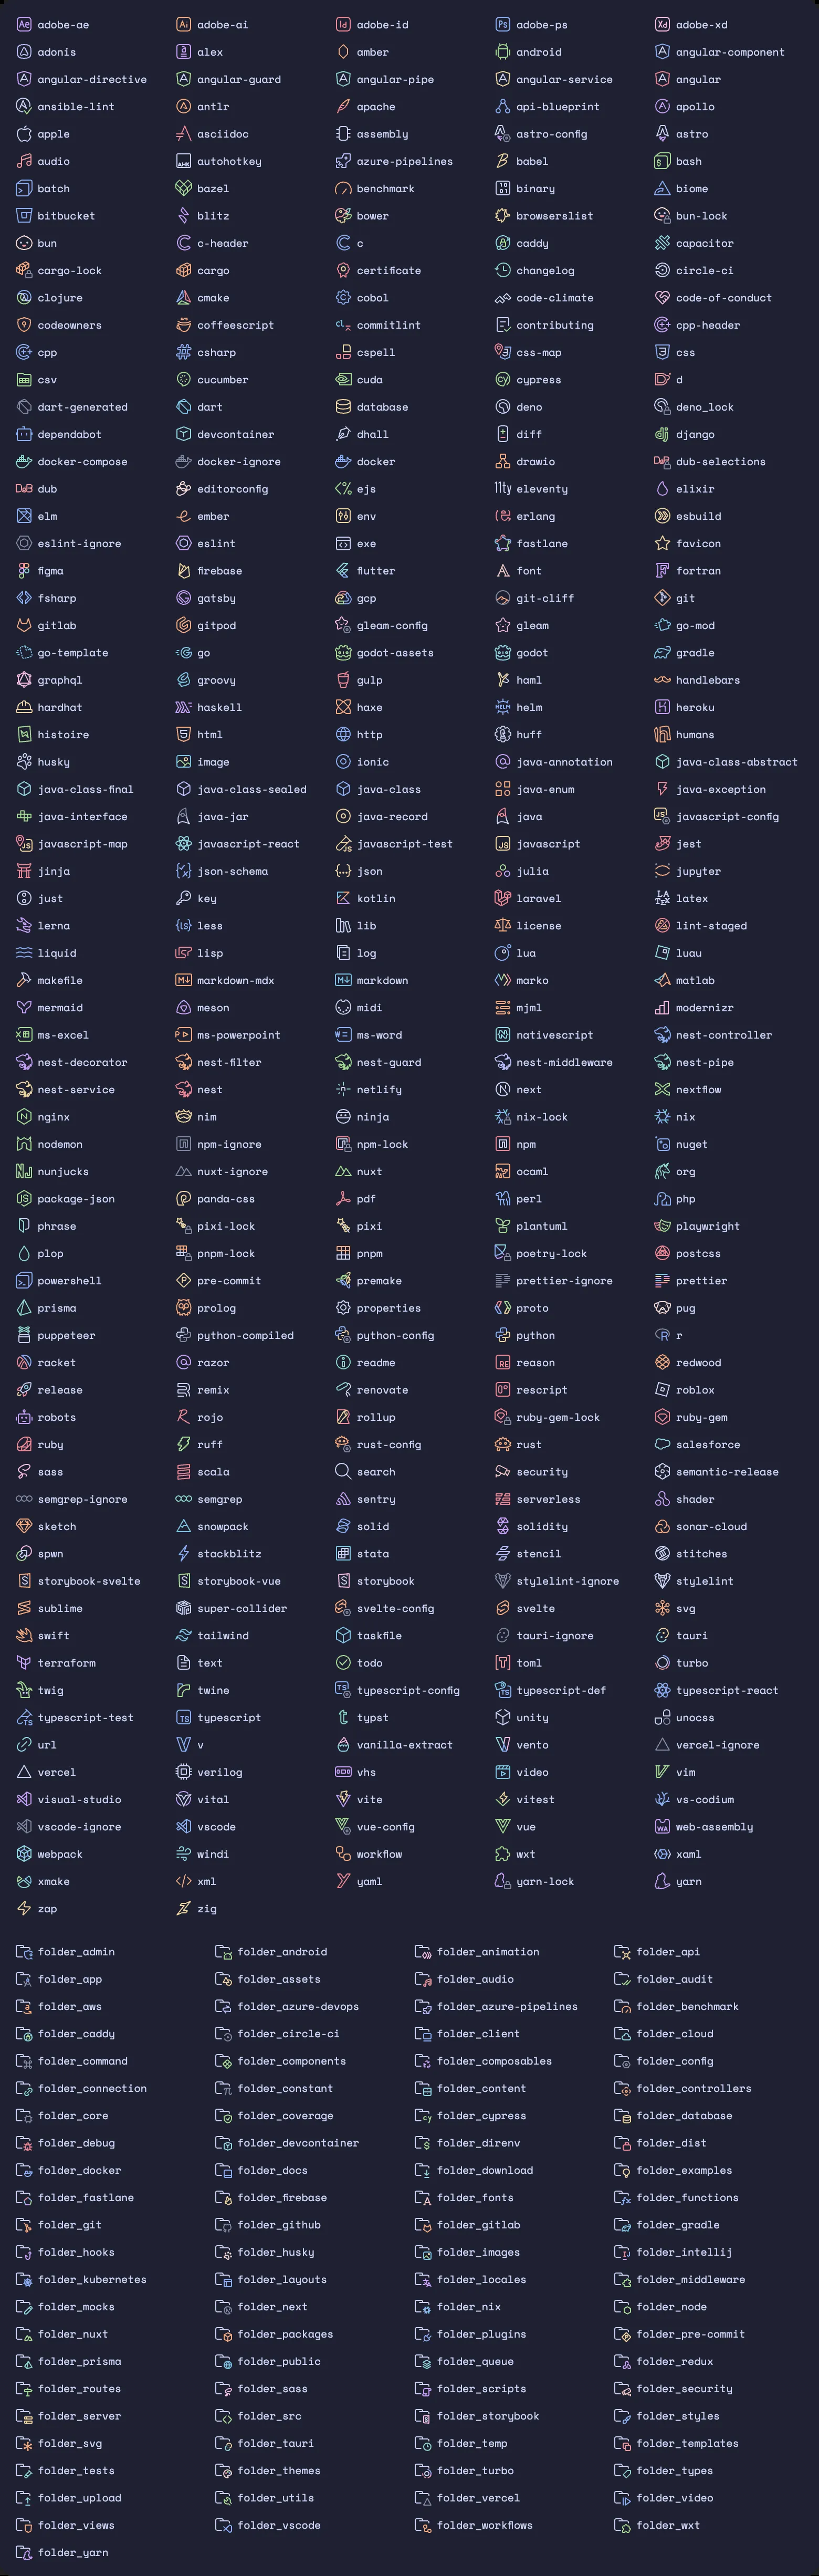 adobe-ae adobe-ai adobe-id adobe-ps adobe-xd
adonis alex amber android angular-component
angular-directive angular-guard angular-pipe angular-service angular
ansible-lint antlr apache api-blueprint apollo
apple asciidoc assembly astro-config astro
audio autohotkey azure-pipelines babel bash
batch bazel benchmark binary biome
bitbucket blitz bower browserslist bun-lock
bun c-header c caddy capacitor
cargo-lock cargo certificate changelog circle-ci
clojure cmake cobol code-climate code-of-conduct
codeowners coffeescript commitlint contributing cpp-header
cpp csharp cspell css-map css
csv cucumber cuda cypress d
dart-generated dart database deno deno_lock
dependabot devcontainer dhall diff django
docker-compose docker-ignore docker drawio dub-selections
dub editorconfig ejs eleventy elixir
elm ember env erlang esbuild
eslint-ignore eslint exe fastlane favicon
figma firebase flutter font fortran
fsharp gatsby gcp git-cliff git
gitlab gitpod gleam-config gleam go-mod
go-template go godot-assets godot gradle
graphql groovy gulp haml handlebars
hardhat haskell haxe helm heroku
histoire html http huff humans
husky image ionic java-annotation java-class-abstract
java-class-final java-class-sealed java-class java-enum java-exception
java-interface java-jar java-record java javascript-config
javascript-map javascript-react javascript-test javascript jest
jinja json-schema json julia jupyter
just key kotlin laravel latex
lerna less lib license lint-staged
liquid lisp log lua luau
makefile markdown-mdx markdown marko matlab
mermaid meson midi mjml modernizr
ms-excel ms-powerpoint ms-word nativescript nest-controller
nest-decorator nest-filter nest-guard nest-middleware nest-pipe
nest-service nest netlify next nextflow
nginx nim ninja nix-lock nix
nodemon npm-ignore npm-lock npm nuget
nunjucks nuxt-ignore nuxt ocaml org
package-json panda-css pdf perl php
phrase pixi-lock pixi plantuml playwright
plop pnpm-lock pnpm poetry-lock postcss
powershell pre-commit premake prettier-ignore prettier
prisma prolog properties proto pug
puppeteer python-compiled python-config python r
racket razor readme reason redwood
release remix renovate rescript roblox
robots rojo rollup ruby-gem-lock ruby-gem
ruby ruff rust-config rust salesforce
sass scala search security semantic-release
semgrep-ignore semgrep sentry serverless shader
sketch snowpack solid solidity sonar-cloud
spwn stackblitz stata stencil stitches
storybook-svelte storybook-vue storybook stylelint-ignore stylelint
sublime super-collider svelte-config svelte svg
swift tailwind taskfile tauri-ignore tauri
terraform text todo toml turbo
twig twine typescript-config typescript-def typescript-react
typescript-test typescript typst unity unocss
url v vanilla-extract vento vercel-ignore
vercel verilog vhs video vim
visual-studio vital vite vitest vs-codium
vscode-ignore vscode vue-config vue web-assembly
webpack windi workflow wxt xaml
xmake xml yaml yarn-lock yarn
zap zig
folder_admin folder_android folder_animation folder_api
folder_app folder_assets folder_audio folder_audit
folder_aws folder_azure-devops folder_azure-pipelines folder_benchmark
folder_caddy folder_circle-ci folder_client folder_cloud
folder_command folder_components folder_composables folder_config
folder_connection folder_constant folder_content folder_controllers
folder_core folder_coverage folder_cypress folder_database
folder_debug folder_devcontainer folder_direnv folder_dist
folder_docker folder_docs folder_download folder_examples
folder_fastlane folder_firebase folder_fonts folder_functions
folder_git folder_github folder_gitlab folder_gradle
folder_hooks folder_husky folder_images folder_intellij
folder_kubernetes folder_layouts folder_locales folder_middleware
folder_mocks folder_next folder_nix folder_node
folder_nuxt folder_packages folder_plugins folder_pre-commit
folder_prisma folder_public folder_queue folder_redux
folder_routes folder_sass folder_scripts folder_security
folder_server folder_src folder_storybook folder_styles
folder_svg folder_tauri folder_temp folder_templates
folder_tests folder_themes folder_turbo folder_types
folder_upload folder_utils folder_vercel folder_video
folder_views folder_vscode folder_workflows folder_wxt
folder_yarn